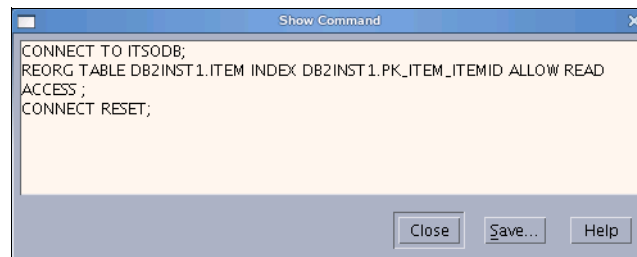 Show Command
CONNECT TO ITSODB;
REORG TABLE DB2INST1.ITEM INDEX DB2INST1.PK_ITEM_ITEMID ALLOW READ
ACCESS ;
CONNECT RESET;
Close Save... Help